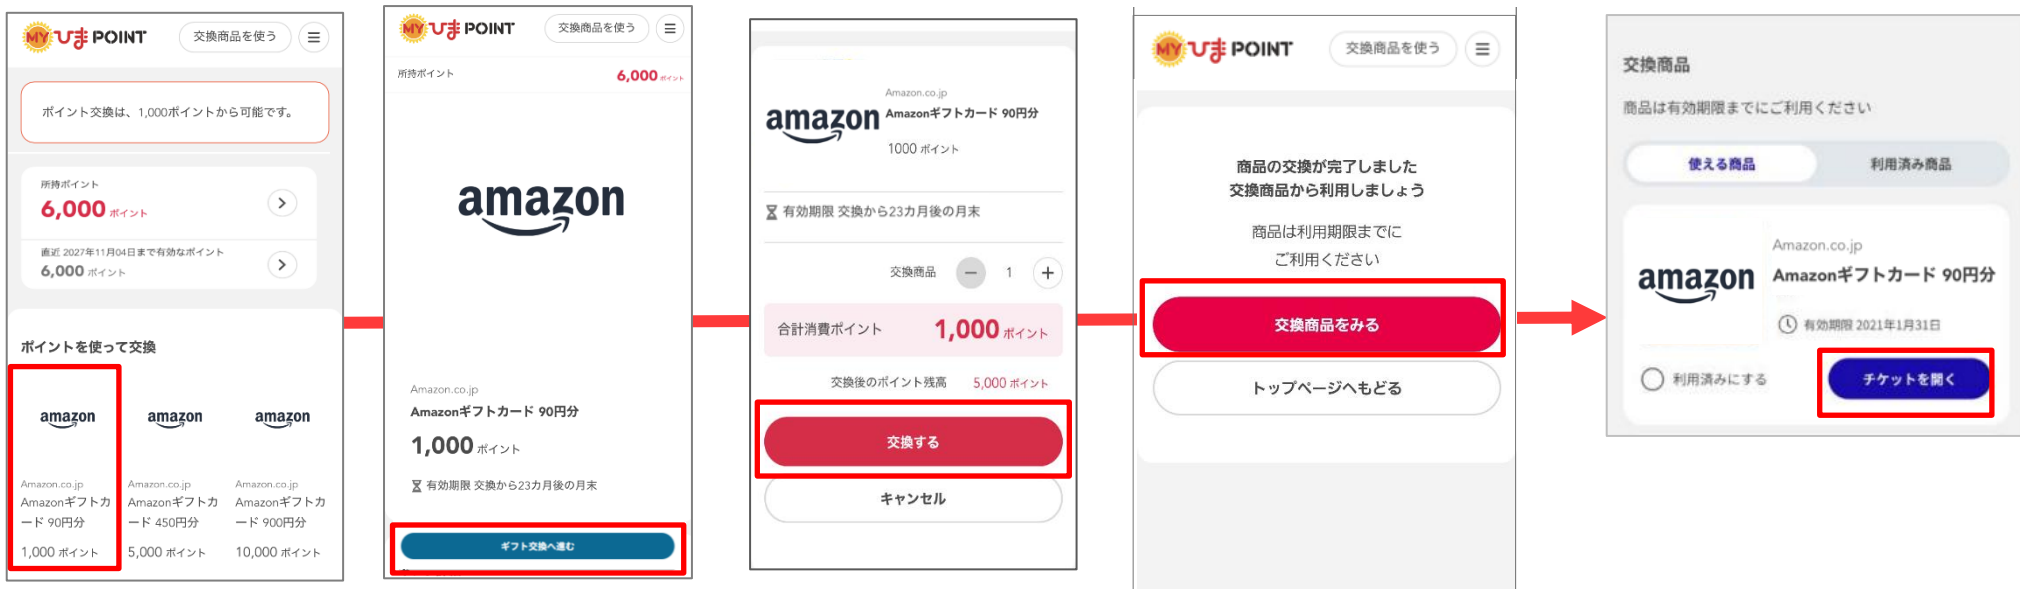 MY ひま POINT
交換商品を使う
ポイント交換は、1,000ポイントから可能です。
所持ポイント
6,000 ポイント
直近 2027年11月04日まで有効なポイント
6,000 ポイント
ポイントを使って交換
amazon
Amazon.co.jp
Amazonギフトカ
ード 90円分
1,000 ポイント
amazon
Amazon.co.jp
Amazonギフトカ
ード 450円分
5,000 ポイント
amazon
Amazon.co.jp
Amazonギフトカ
ード 900円分
10,000 ポイント
MY ひま POINT
交換商品を使う
所持ポイント
6,000 ポイント
amazon
Amazon.co.jp
Amazonギフトカード 90円分
1,000 ポイント
有効期限 交換から23カ月後の月末
ギフト交換へ進む
amazon
Amazon.co.jp
Amazonギフトカード 90円分
1000 ポイント
有効期限 交換から23カ月後の月末
交換商品 － 1 ＋
合計消費ポイント 1,000 ポイント
交換後のポイント残高 5,000 ポイント
交換する
キャンセル
MY ひま POINT
交換商品を使う
商品の交換が完了しました
交換商品から利用しましょう
商品は利用期限までに
ご利用ください
交換商品をみる
トップページへもどる
交換商品
商品は有効期限までにご利用ください
使える商品
利用済み商品
amazon
Amazon.co.jp
Amazonギフトカード 90円分
有効期限 2021年1月31日
利用済みにする
チケットを開く